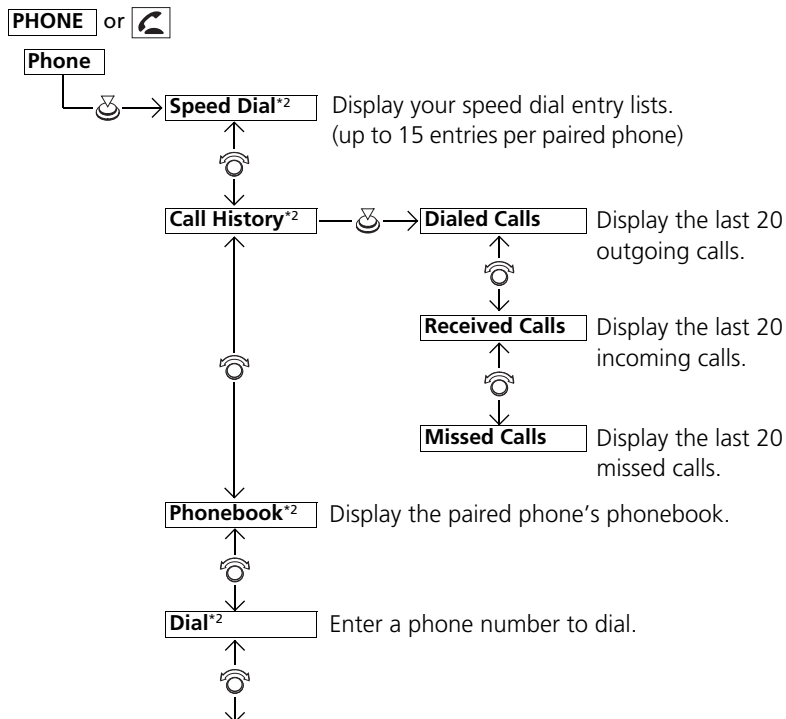 PHONE or
Phone
Speed Dial*2 Display your speed dial entry lists.
(up to 15 entries per paired phone)
Call History*2 Dialed Calls Display the last 20
outgoing calls.
Received Calls Display the last 20
incoming calls.
Missed Calls Display the last 20
missed calls.
Phonebook*2 Display the paired phone’s phonebook.
Dial*2 Enter a phone number to dial.